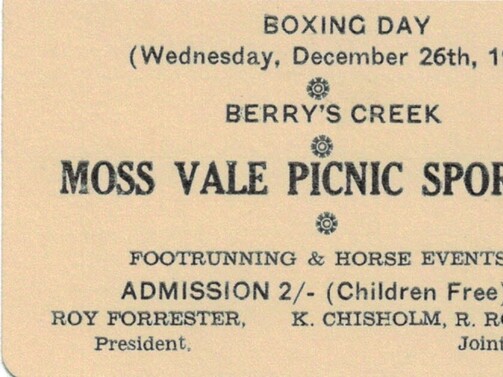 BOXING DAY
(Wednesday, December 26th,
BERRY'S CREEK
MOSS VALE PICNIC
FOOTRUNNING & HORSE EVENTS
ADMISSION 2/- (Children Free)
ROY FORRESTER, K. CHISHOLM, R.
President. Joint